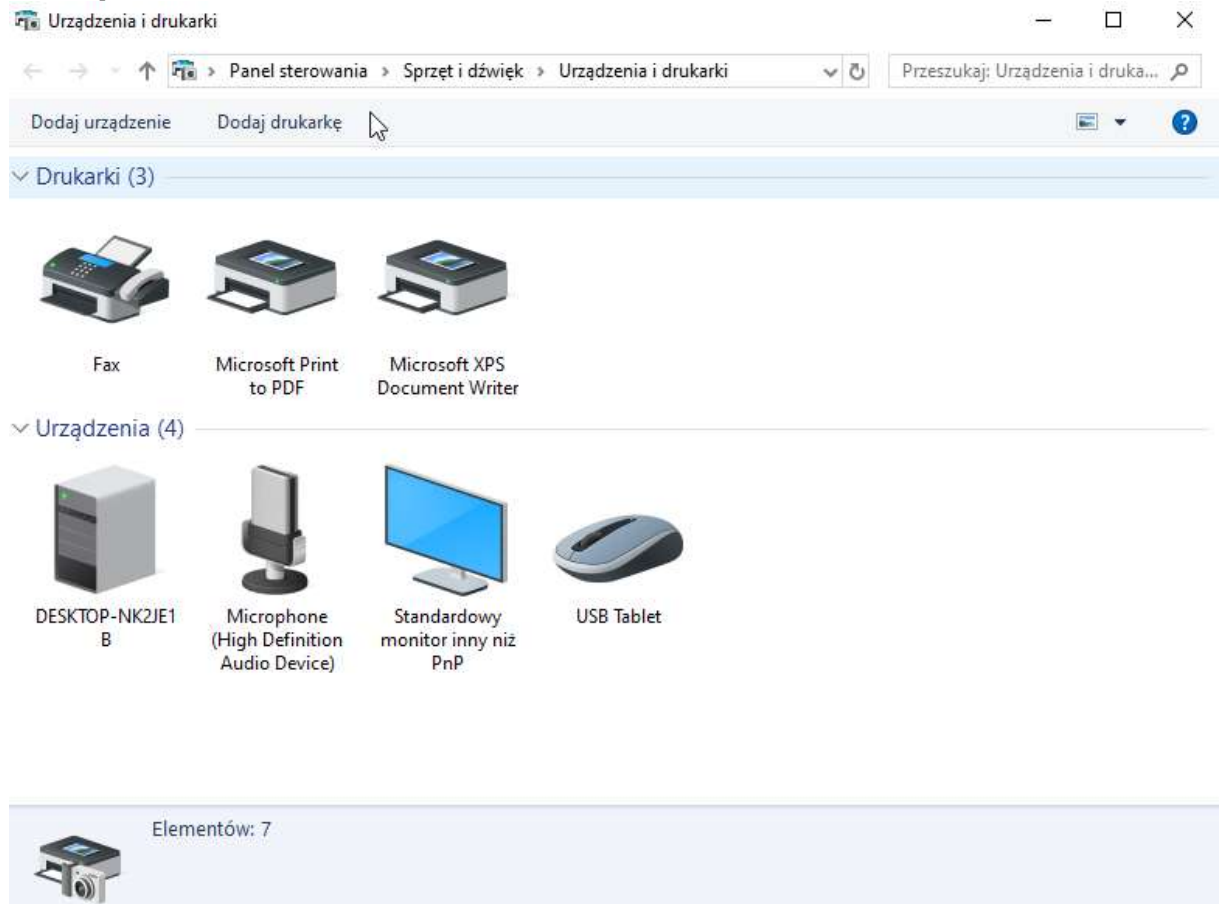 Urządzenia i drukarki
Panel sterowania > Sprzęt i dźwięk > Urządzenia i drukarki
Przeszukaj: Urządzenia i druka...
Dodaj urządzenie
Dodaj drukarkę
Drukarki (3)
Fax
Microsoft Print
to PDF
Microsoft XPS
Document Writer
Urządzenia (4)
DESKTOP-NK2JE1
B
Microphone
(High Definition
Audio Device)
Standardowy
monitor inny niż
PnP
USB Tablet
Elementów: 7